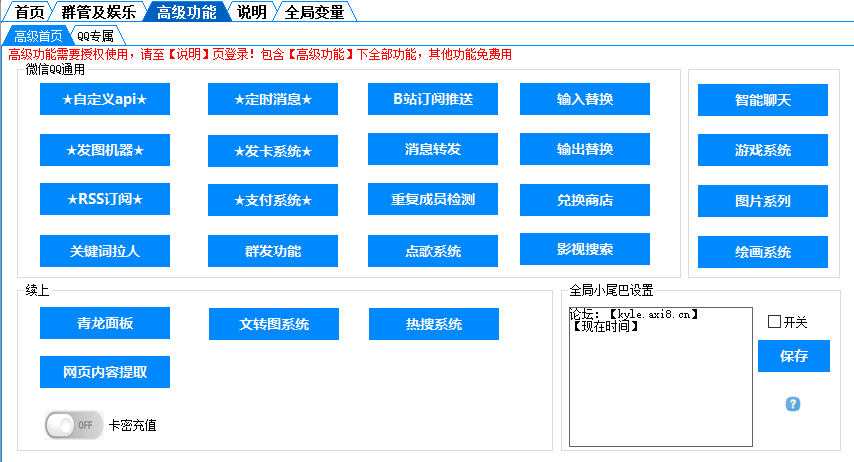 首页 群管及娱乐 高级功能 说明 全局变量
高级首页 QQ专属
高级功能需要授权使用，请至【说明】页登录！包含【高级功能】下全部功能，其他功能免费用
微信QQ通用
★自定义api★ ★定时消息★ B站订阅推送 输入替换 智能聊天
★发图机器★ ★发卡系统★ 消息转发 输出替换 游戏系统
★RSS订阅★ ★支付系统★ 重复成员检测 兑换商店 图片系列
关键词拉人 群发功能 点歌系统 影视搜索 绘画系统
续上
青龙面板 文转图系统 热搜系统
网页内容提取
OFF 卡密充值
全局小尾巴设置
论坛：【kyle.axi8.cn】
【现在时间】
开关
保存
?